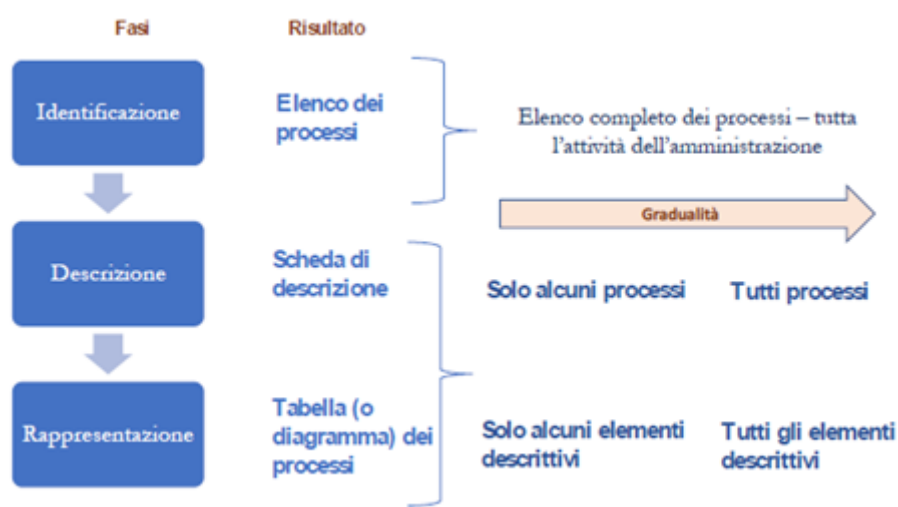 Fasi
Risultato
Identificazione
Elenco dei
processi
Elenco completo dei processi – tutta
l'attività dell'amministrazione
Gradualità
Descrizione
Scheda di
descrizione
Solo alcuni processi
Tutti processi
Rappresentazione
Tabella (o
diagramma) dei
processi
Solo alcuni elementi
descrittivi
Tutti gli elementi
descrittivi